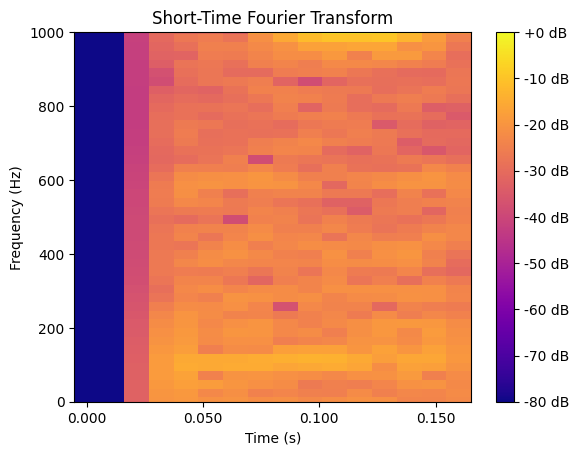 Short-Time Fourier Transform
1000
800
600
400
200
0
Frequency (Hz)
0.000
0.050
0.100
0.150
Time (s)
+0 dB
-10 dB
-20 dB
-30 dB
-40 dB
-50 dB
-60 dB
-70 dB
-80 dB